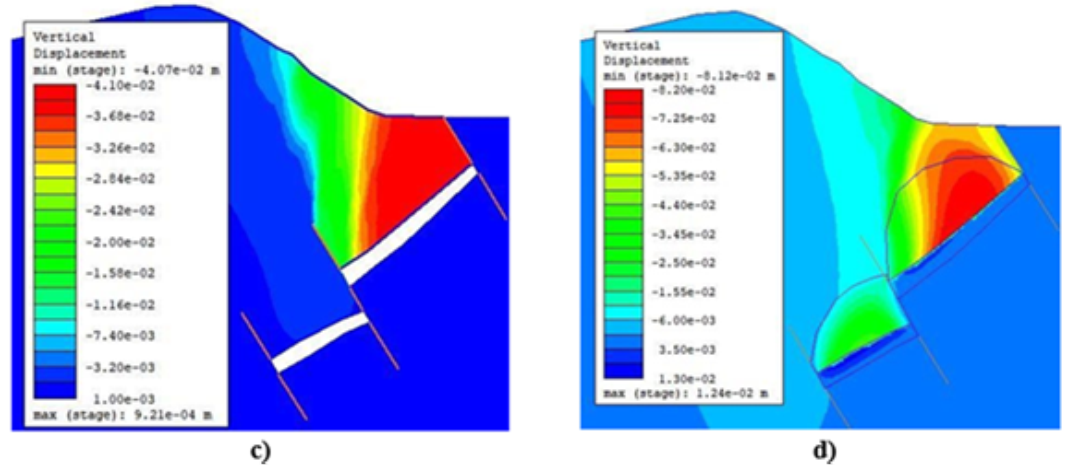 Vertical
Displacement
min (stage): -4.07e-02 m
-4.10e-02
-3.68e-02
-3.26e-02
-2.84e-02
-2.42e-02
-2.00e-02
-1.58e-02
-1.16e-02
-7.40e-03
-3.20e-03
1.00e-03
max (stage): 9.21e-04 m
c)
Vertical
Displacement
min (stage): -8.12e-02 m
-8.20e-02
-7.25e-02
-6.30e-02
-5.35e-02
-4.40e-02
-3.45e-02
-2.50e-02
-1.55e-02
-6.00e-03
3.50e-03
1.30e-02
max (stage): 1.24e-02 m
d)